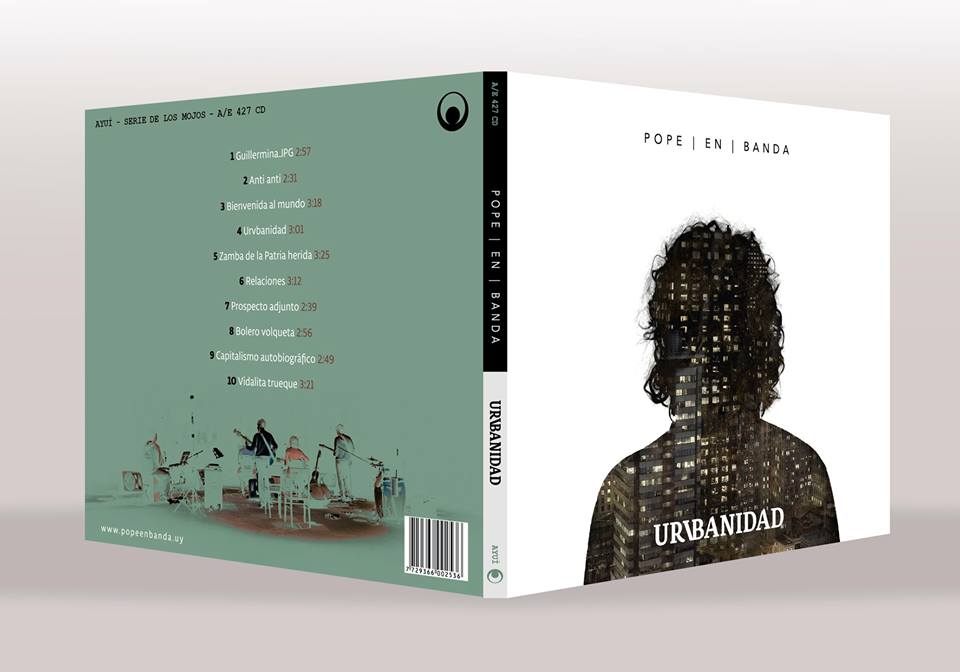 AYUÍ - SERIE DE LOS MOJOS - A/E 427 CD
1 Guillermina.JPG 2:57
2 Anti anti 2:31
3 Bienvenida al mundo 3:18
4 Urvbanidad 3:01
5 Zamba de la Patria herida 3:25
6 Relaciones 3:12
7 Prospecto adjunto 2:39
8 Bolero volqueta 2:56
9 Capitalismo autobiográfico 2:49
10 Vidalita trueque 3:21
www.popeenbanda.uy
7729366002536
A/E 427 CD
POPE | EN | BANDA
URVBANIDAD
AYUÍ
POPE | EN | BANDA
URVBANIDAD